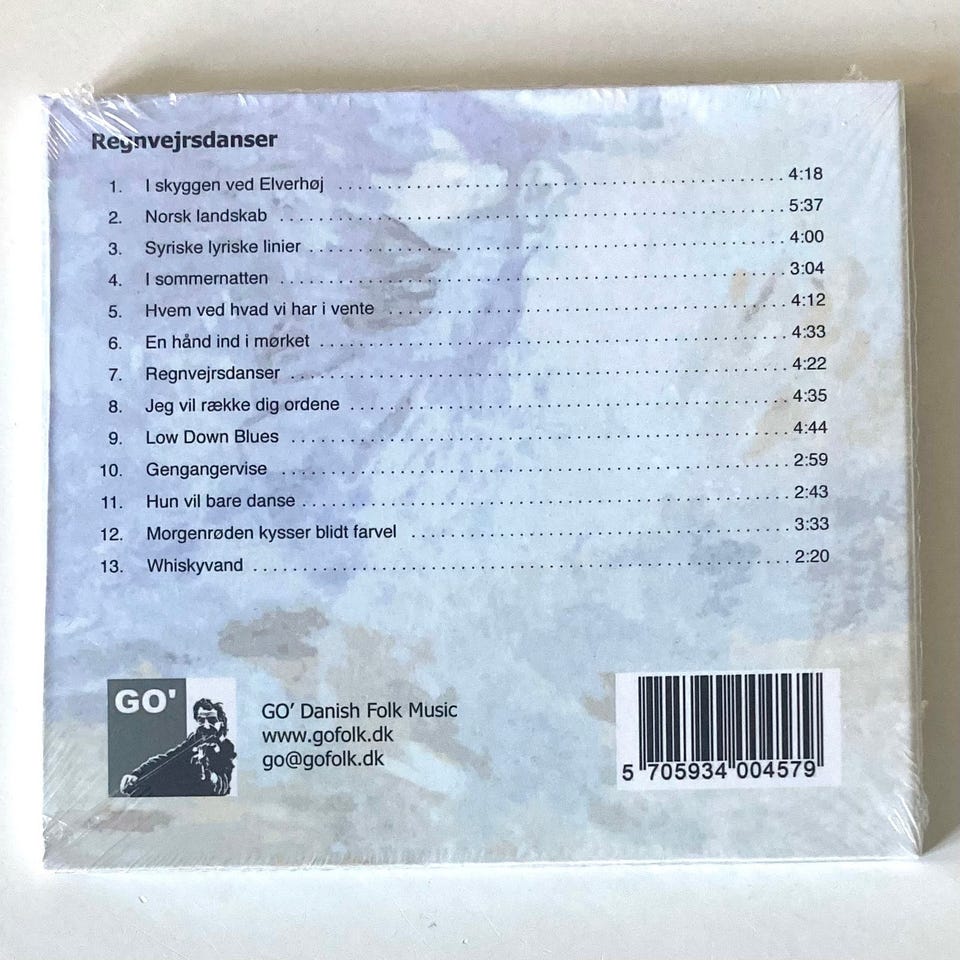 Regnvejrsdanser
1. I skyggen ved Elverhøj 4:18
2. Norsk landskab 5:37
3. Syriske lyriske linier 4:00
4. I sommernatten 3:04
5. Hvem ved hvad vi har i vente 4:12
6. En hånd ind i mørket 4:33
7. Regnvejrsdanser 4:22
8. Jeg vil række dig ordene 4:35
9. Low Down Blues 4:44
10. Gengangervise 2:59
11. Hun vil bare danse 2:43
12. Morgenrøden kysser blidt farvel 3:33
13. Whiskyvand 2:20
GO'
GO' Danish Folk Music
www.gofolk.dk
go@gofolk.dk
5 705934 004579